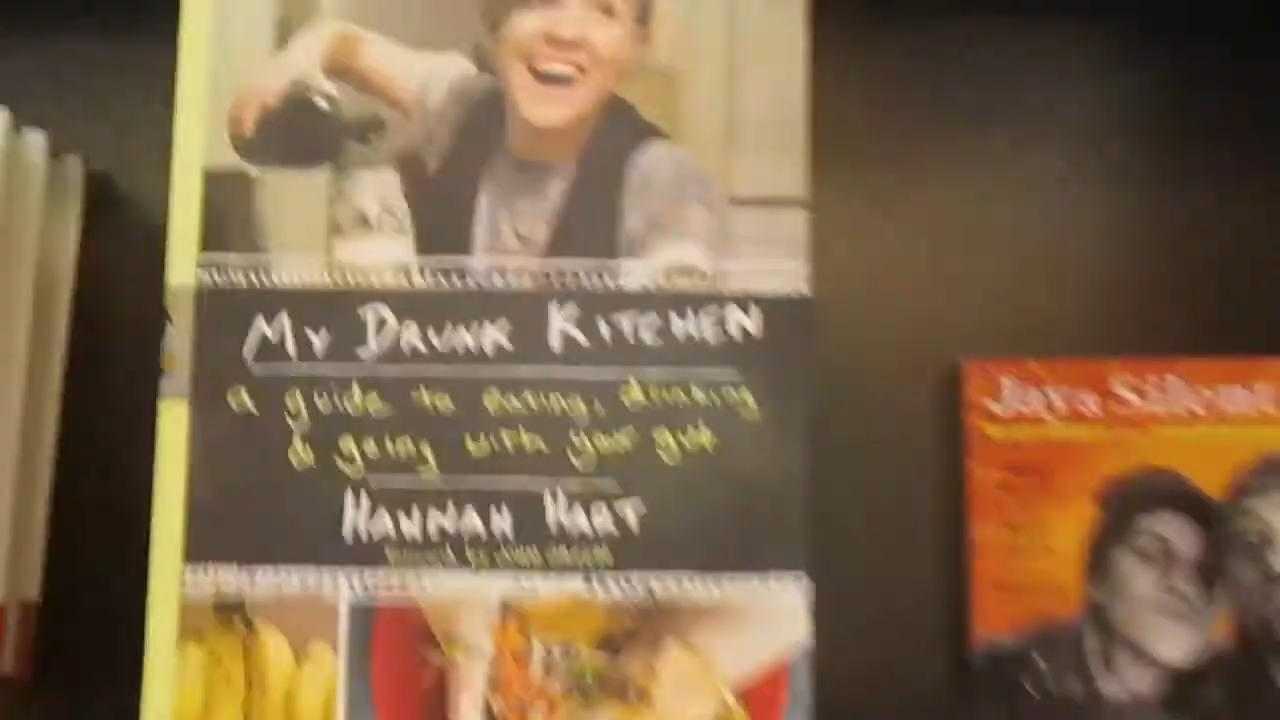 My Drunk Kitchen
a guide to eating, drinking
& going with your gut
Hannah Hart